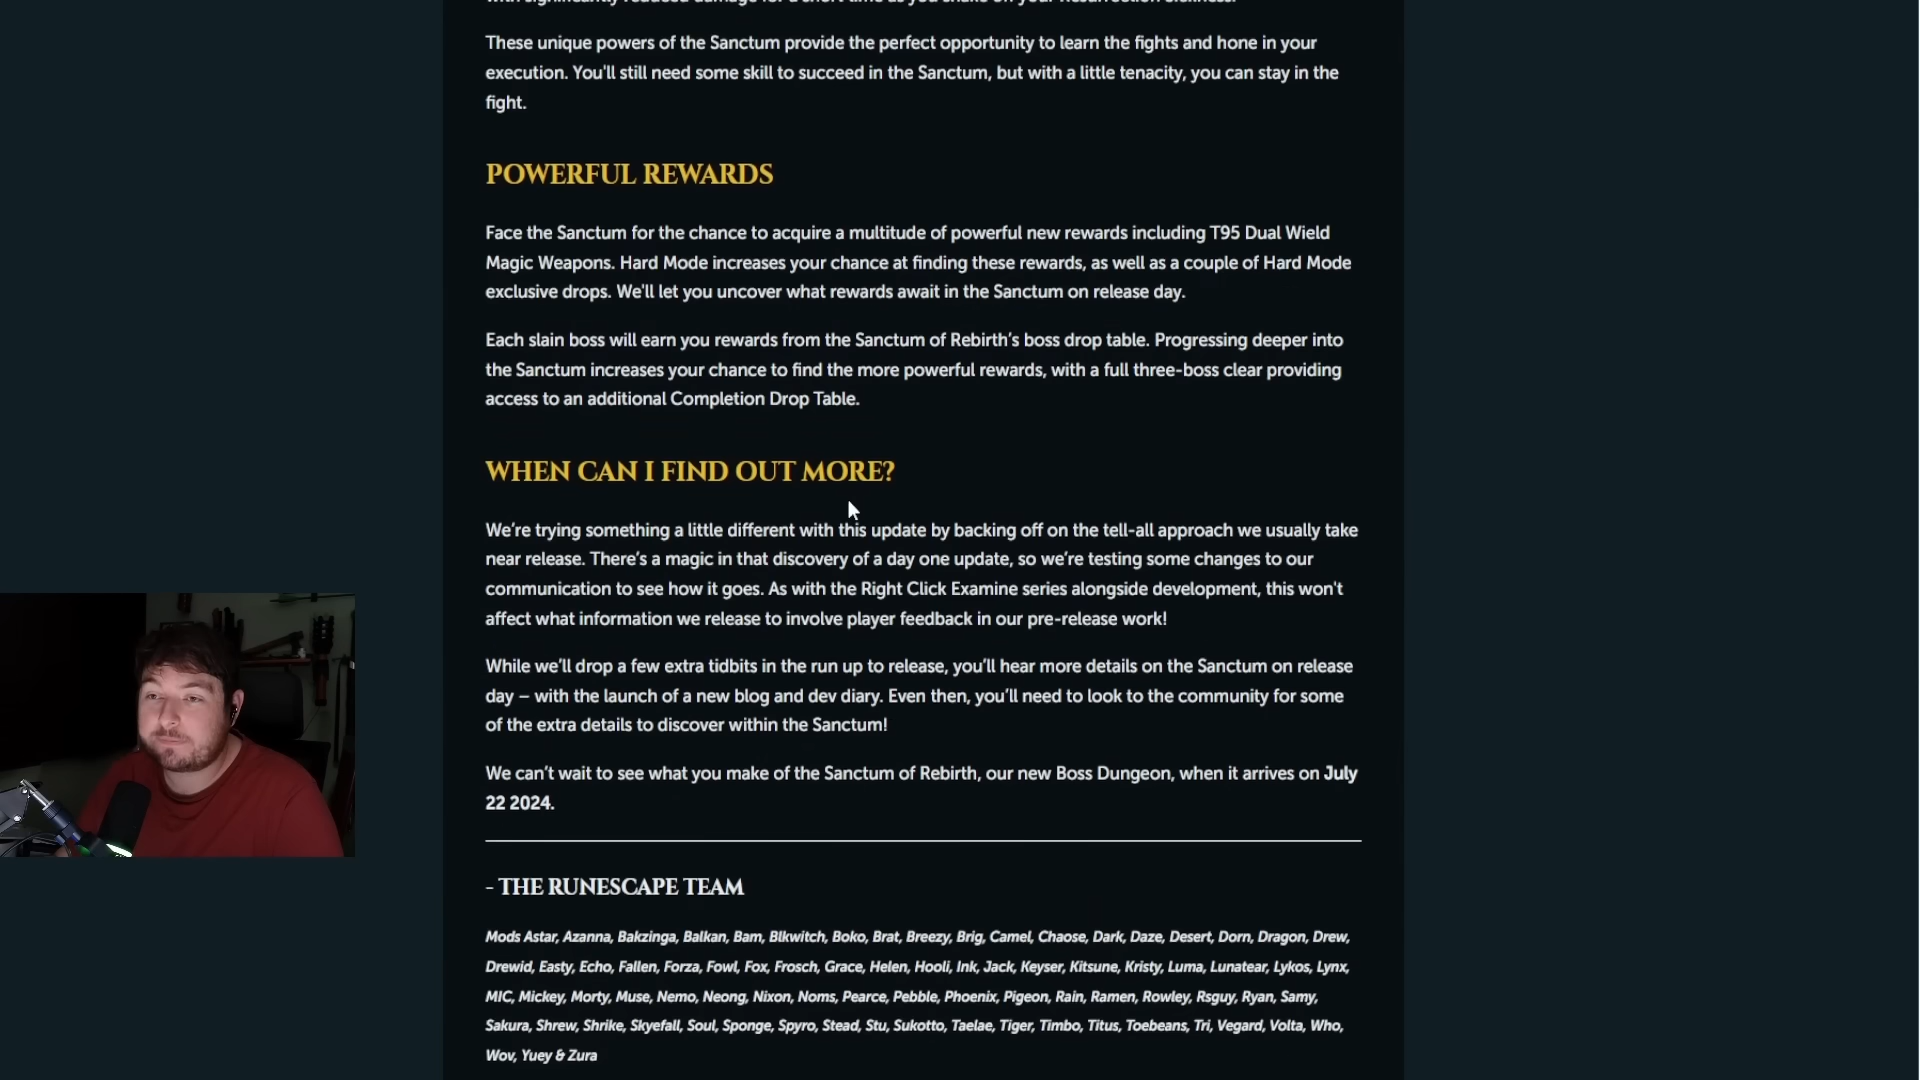 with significantly reduced damage for a short time as you shake off your Resurrection Sickness.
These unique powers of the Sanctum provide the perfect opportunity to learn the fights and hone in your
execution. You'll still need some skill to succeed in the Sanctum, but with a little tenacity, you can stay in the
fight.
POWERFUL REWARDS
Face the Sanctum for the chance to acquire a multitude of powerful new rewards including T95 Dual Wield
Magic Weapons. Hard Mode increases your chance at finding these rewards, as well as a couple of Hard Mode
exclusive drops. We'll let you uncover what rewards await in the Sanctum on release day.
Each slain boss will earn you rewards from the Sanctum of Rebirth’s boss drop table. Progressing deeper into
the Sanctum increases your chance to find the more powerful rewards, with a full three-boss clear providing
access to an additional Completion Drop Table.
WHEN CAN I FIND OUT MORE?
We’re trying something a little different with this update by backing off on the tell-all approach we usually take
near release. There’s a magic in that discovery of a day one update, so we’re testing some changes to our
communication to see how it goes. As with the Right Click Examine series alongside development, this won't
affect what information we release to involve player feedback in our pre-release work!
While we’ll drop a few extra tidbits in the run up to release, you’ll hear more details on the Sanctum on release
day – with the launch of a new blog and dev diary. Even then, you’ll need to look to the community for some
of the extra details to discover within the Sanctum!
We can’t wait to see what you make of the Sanctum of Rebirth, our new Boss Dungeon, when it arrives on July
22 2024.
- THE RUNESCAPE TEAM
Mods Astar, Azanna, Bakzinga, Balkan, Bam, Blkwitch, Boko, Brat, Breezy, Brig, Camel, Chaose, Dark, Daze, Desert, Dorn, Dragon, Drew,
Drewid, Easty, Echo, Fallen, Forza, Fowl, Fox, Frosch, Grace, Helen, Hooli, Ink, Jack, Keyser, Kitsune, Kristy, Luma, Lunatear, Lykos, Lynx,
MIC, Mickey, Morty, Muse, Nemo, Neong, Nixon, Noms, Pearce, Pebble, Phoenix, Pigeon, Rain, Ramen, Rowley, Rsguy, Ryan, Samy,
Sakura, Shrew, Shrike, Skyefall, Soul, Sponge, Spyro, Stead, Stu, Sukotto, Taelae, Tiger, Timbo, Titus, Toebeans, Tri, Vegard, Volta, Who,
Wov, Yuey & Zura